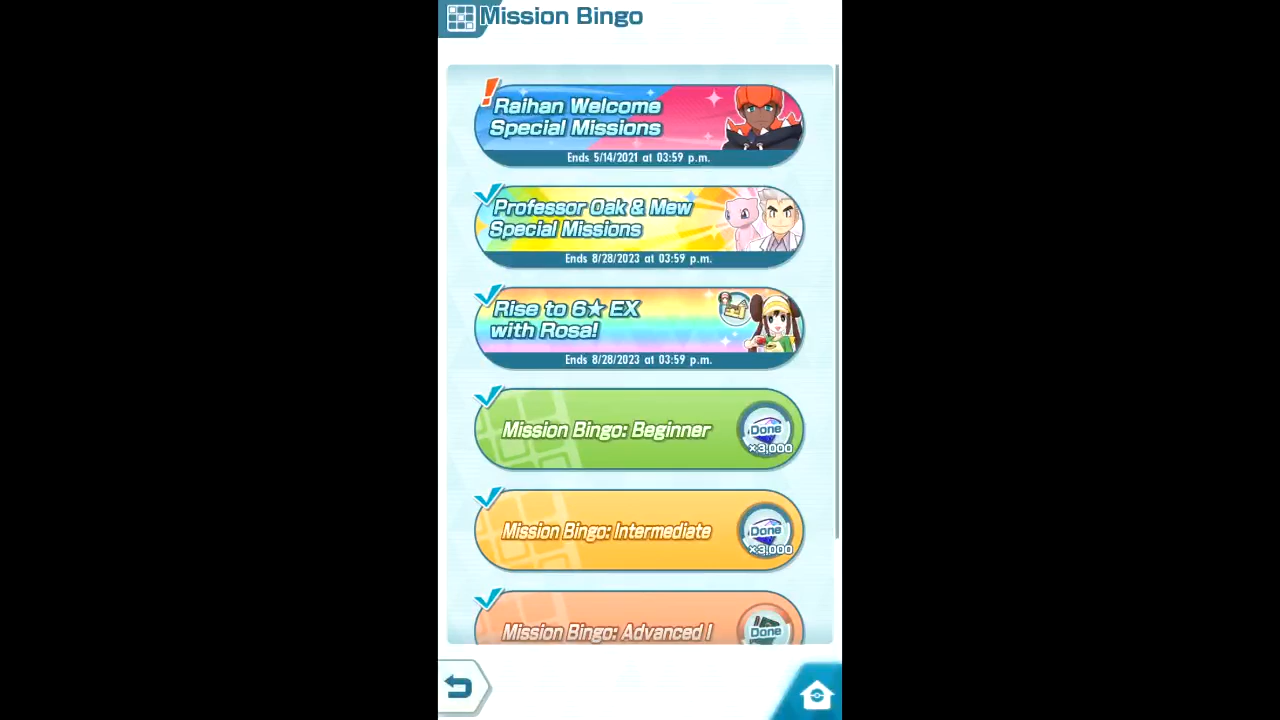 Mission Bingo
Raihan Welcome
Special Missions
Ends 5/14/2021 at 03:59 p.m.
Professor Oak & Mew
Special Missions
Ends 8/28/2023 at 03:59 p.m.
Rise to 6★ EX
with Rosa!
Ends 8/28/2023 at 03:59 p.m.
Mission Bingo: Beginner
Done
×3,000
Mission Bingo: Intermediate
Done
×3,000
Mission Bingo: Advanced I
Done